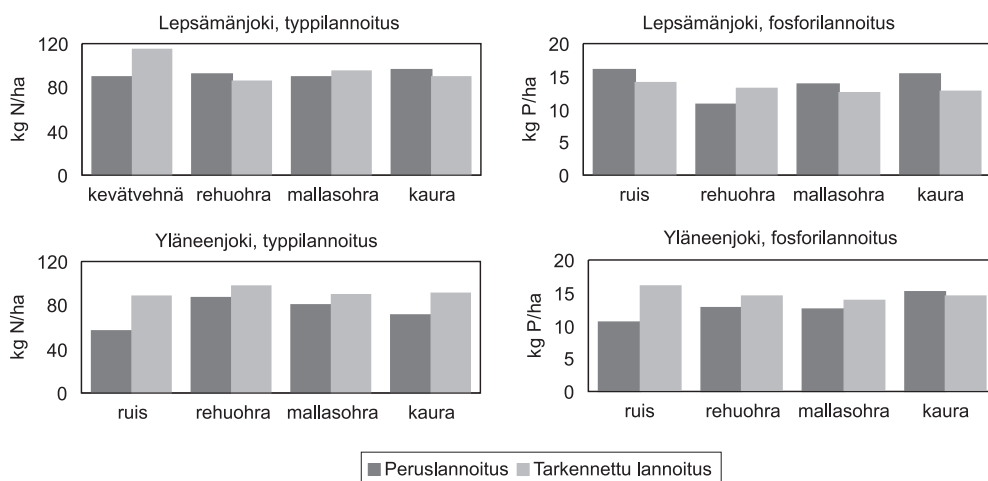 Lepsämänjoki, typpilannoitus
kg N/ha
120
80
40
0
kevätvehnä rehuohra mallasohra kaura
Lepsämänjoki, fosforilannoitus
kg P/ha
20
15
10
5
0
ruis rehuohra mallasohra kaura
Yläneenjoki, typpilannoitus
kg N/ha
120
80
40
0
ruis rehuohra mallasohra kaura
Yläneenjoki, fosforilannoitus
kg P/ha
20
15
10
5
0
ruis rehuohra mallasohra kaura
Peruslannoitus Tarkennettu lannoitus